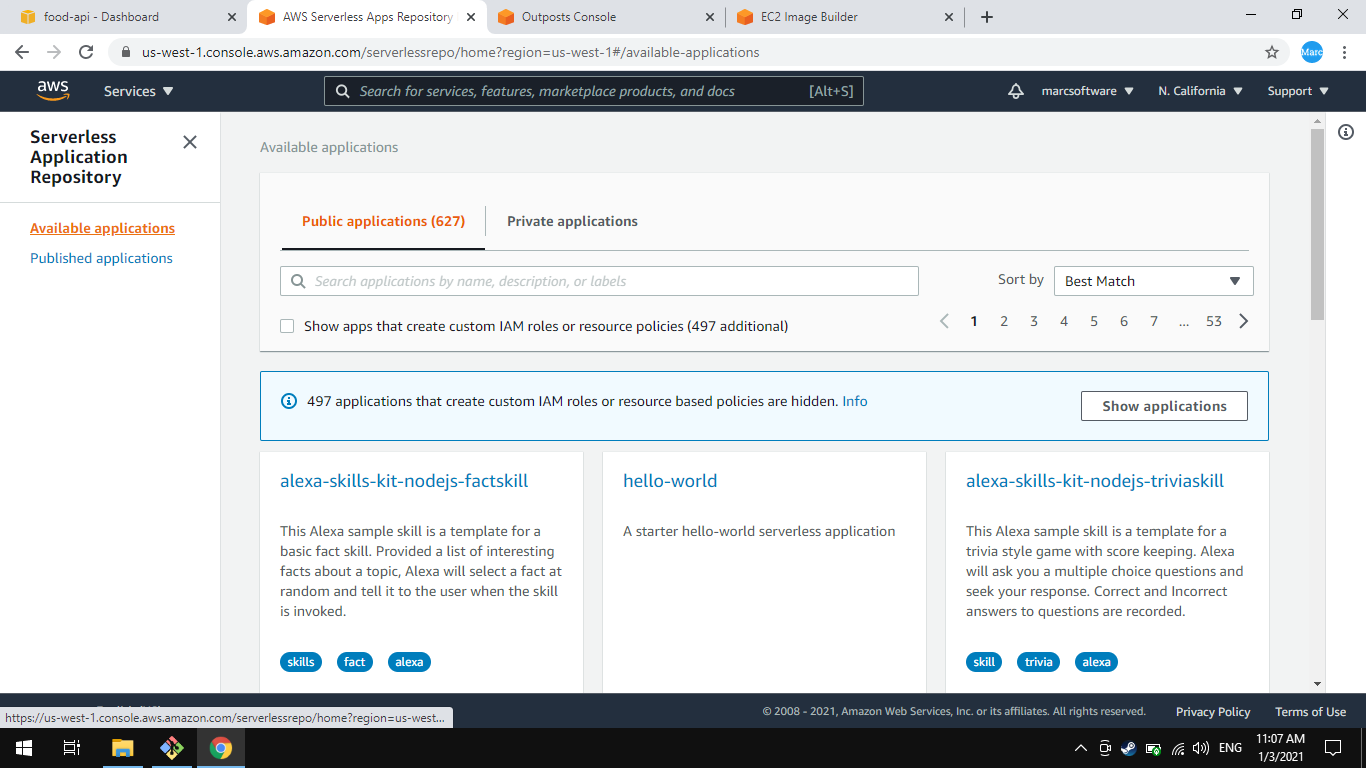 food-api - Dashboard
AWS Serverless Apps Repository
Outposts Console
EC2 Image Builder
us-west-1.console.aws.amazon.com/serverlessrepo/home?region=us-west-1#/available-applications
Marc
aws
Services
Search for services, features, marketplace products, and docs
[Alt+S]
marcsoftware
N. California
Support
Serverless
Application
Repository
Available applications
Published applications
Available applications
Public applications (627)
Private applications
Search applications by name, description, or labels
Sort by
Best Match
Show apps that create custom IAM roles or resource policies (497 additional)
1 2 3 4 5 6 7 ... 53
497 applications that create custom IAM roles or resource based policies are hidden. Info
Show applications
alexa-skills-kit-nodejs-factskill
This Alexa sample skill is a template for a
basic fact skill. Provided a list of interesting
facts about a topic, Alexa will select a fact at
random and tell it to the user when the skill
is invoked.
skills fact alexa
hello-world
A starter hello-world serverless application
alexa-skills-kit-nodejs-triviaskill
This Alexa sample skill is a template for a
trivia style game with score keeping. Alexa
will ask you a multiple choice questions and
seek your response. Correct and Incorrect
answers to questions are recorded.
skill trivia alexa
https://us-west-1.console.aws.amazon.com/serverlessrepo/home?region=us-west...
© 2008 - 2021, Amazon Web Services, Inc. or its affiliates. All rights reserved.
Privacy Policy
Terms of Use
ENG
11:07 AM
1/3/2021